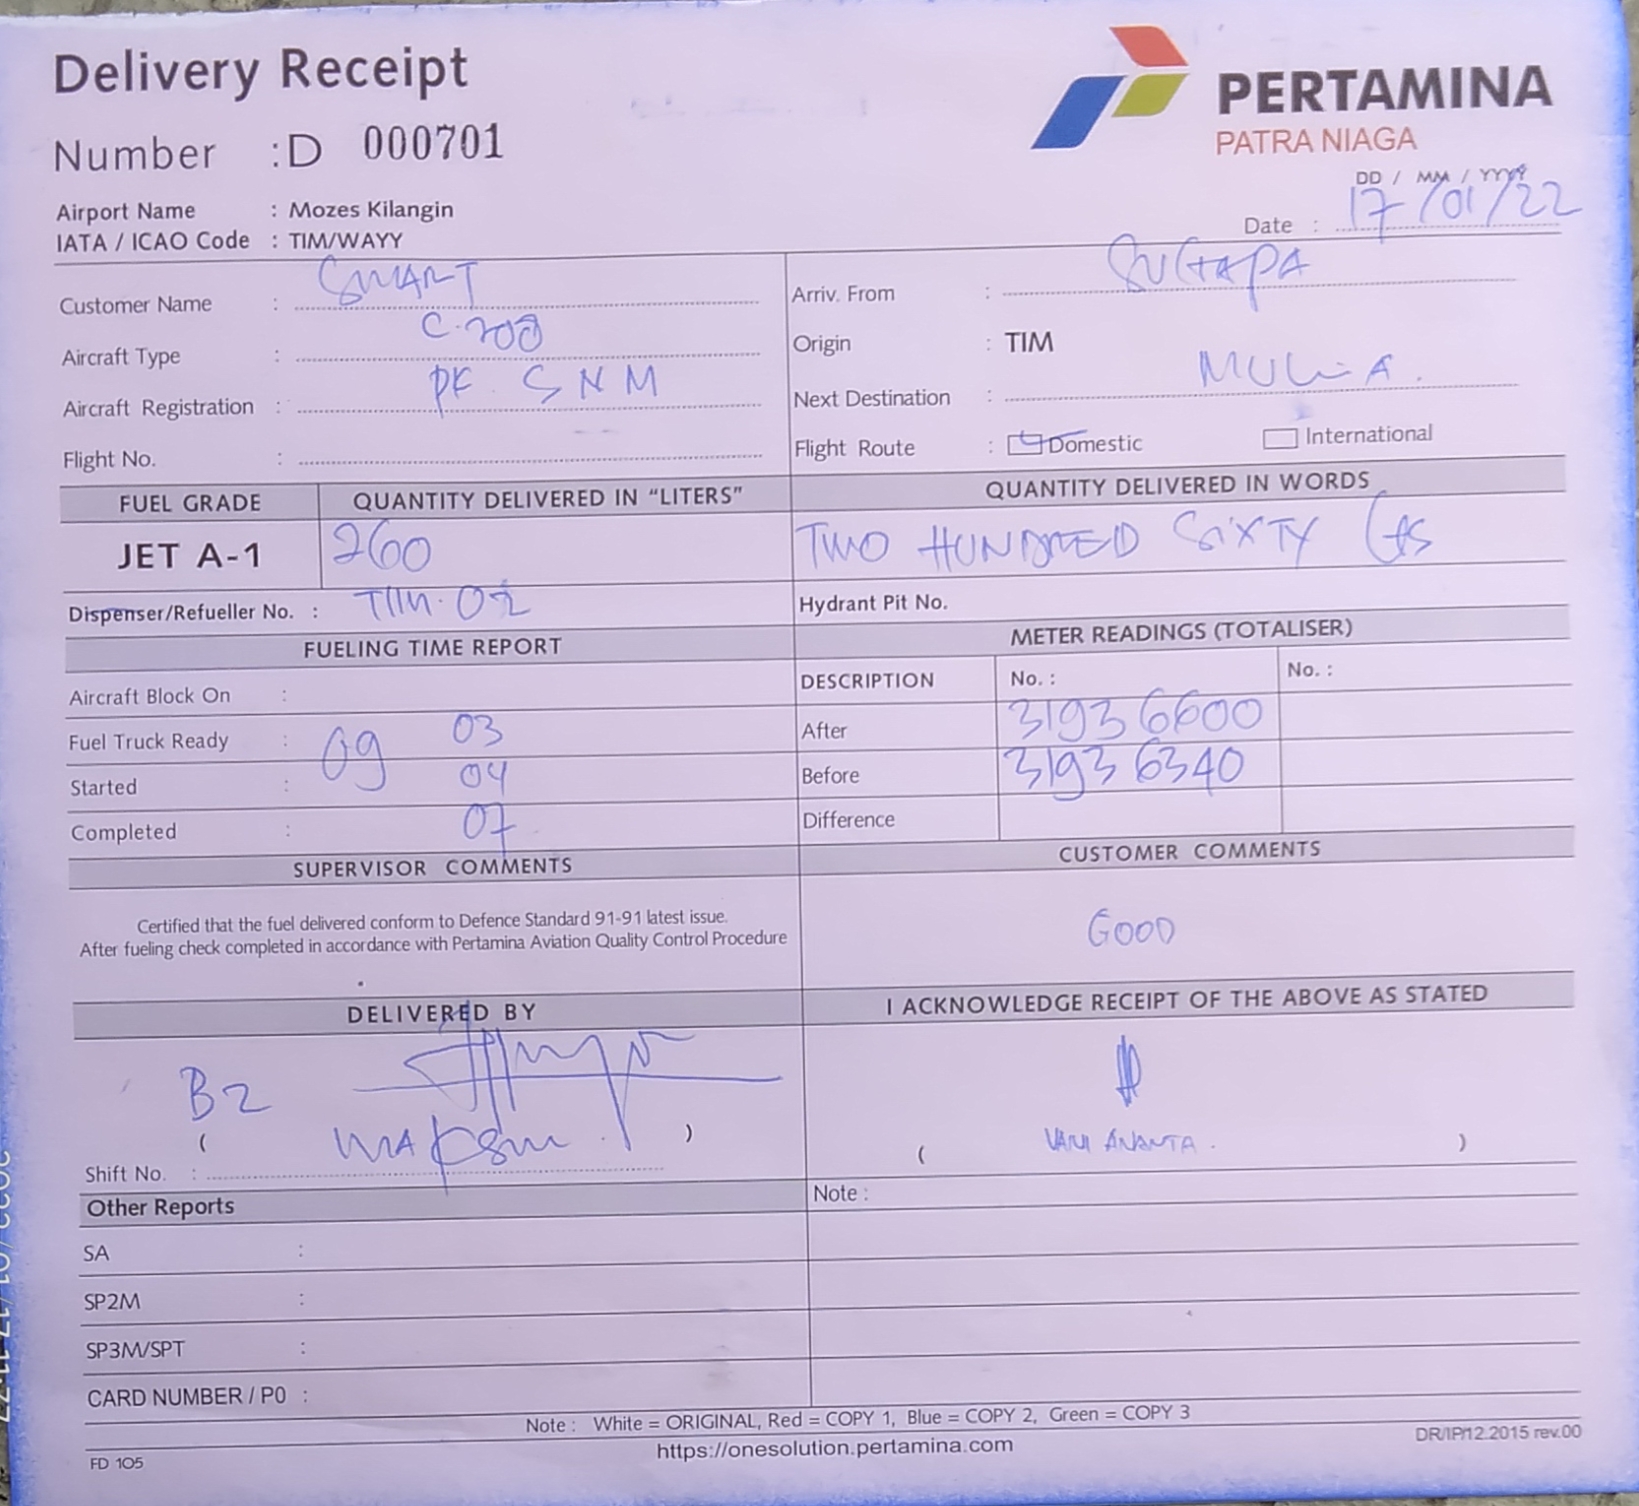 Delivery Receipt
PERTAMINA
PATRA NIAGA
Number : D 000701
DD / MM / YYYY
Airport Name : Mozes Kilangin
Date : 17/01/22
IATA / ICAO Code : TIM/WAYY
Customer Name : SMART
Arriv. From : SUGAPA
Aircraft Type : C.208
Origin : TIM
Aircraft Registration : PK SNM
Next Destination : MULIA.
Flight No. :
Flight Route : Domestic International
FUEL GRADE QUANTITY DELIVERED IN “LITERS” QUANTITY DELIVERED IN WORDS
JET A-1 260 TWO HUNDRED SIXTY
Dispenser/Refueller No. : TIM.02 Hydrant Pit No.
FUELING TIME REPORT METER READINGS (TOTALISER)
Aircraft Block On : DESCRIPTION No. : No. :
Fuel Truck Ready : 09 03 After 31936600
Started : 04 Before 31936340
Completed : 07 Difference
SUPERVISOR COMMENTS CUSTOMER COMMENTS
Certified that the fuel delivered conform to Defence Standard 91-91 latest issue.
After fueling check completed in accordance with Pertamina Aviation Quality Control Procedure
GOOD
DELIVERED BY I ACKNOWLEDGE RECEIPT OF THE ABOVE AS STATED
B2
( ) ( ANANTA. )
Shift No. :
Other Reports Note :
SA :
SP2M :
SP3M/SPT :
CARD NUMBER / P0 :
Note : White = ORIGINAL, Red = COPY 1, Blue = COPY 2, Green = COPY 3
https://onesolution.pertamina.com
FD 105
DR/IP/12.2015 rev.00